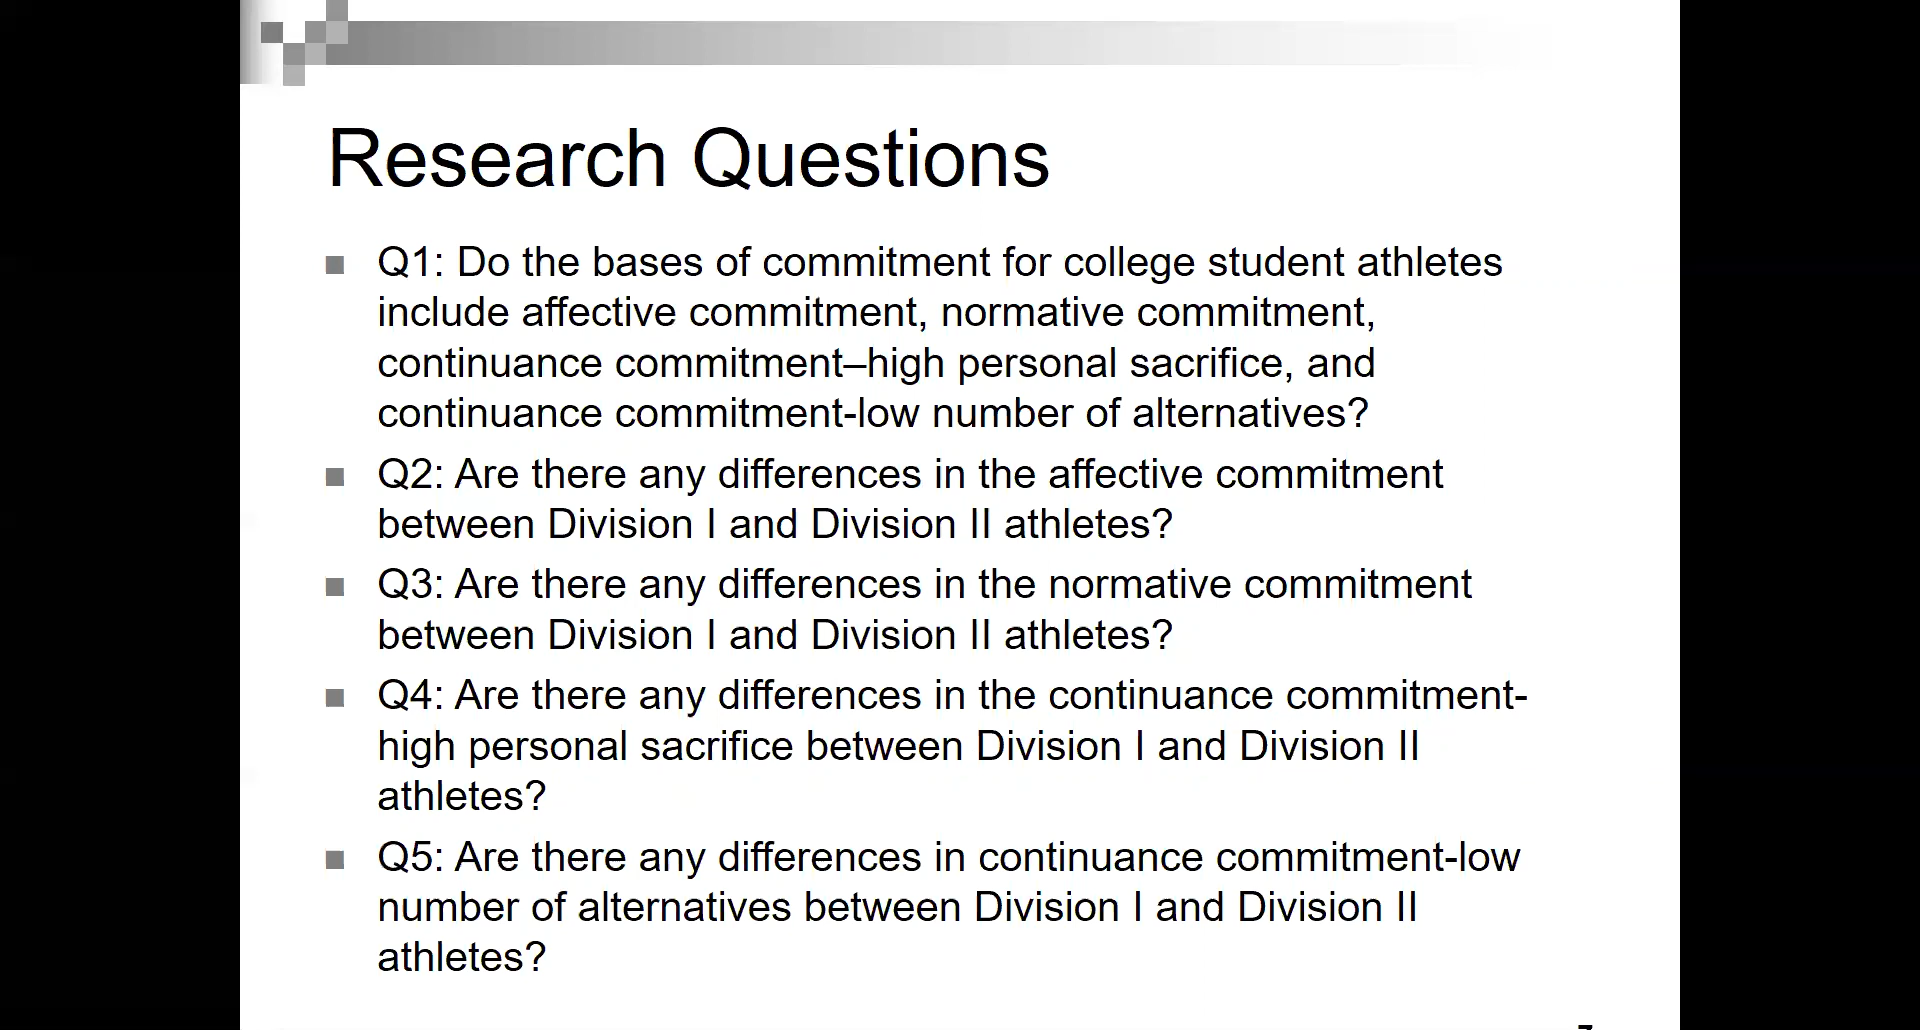 Research Questions
Q1: Do the bases of commitment for college student athletes
include affective commitment, normative commitment,
continuance commitment–high personal sacrifice, and
continuance commitment-low number of alternatives?
Q2: Are there any differences in the affective commitment
between Division I and Division II athletes?
Q3: Are there any differences in the normative commitment
between Division I and Division II athletes?
Q4: Are there any differences in the continuance commitment-
high personal sacrifice between Division I and Division II
athletes?
Q5: Are there any differences in continuance commitment-low
number of alternatives between Division I and Division II
athletes?